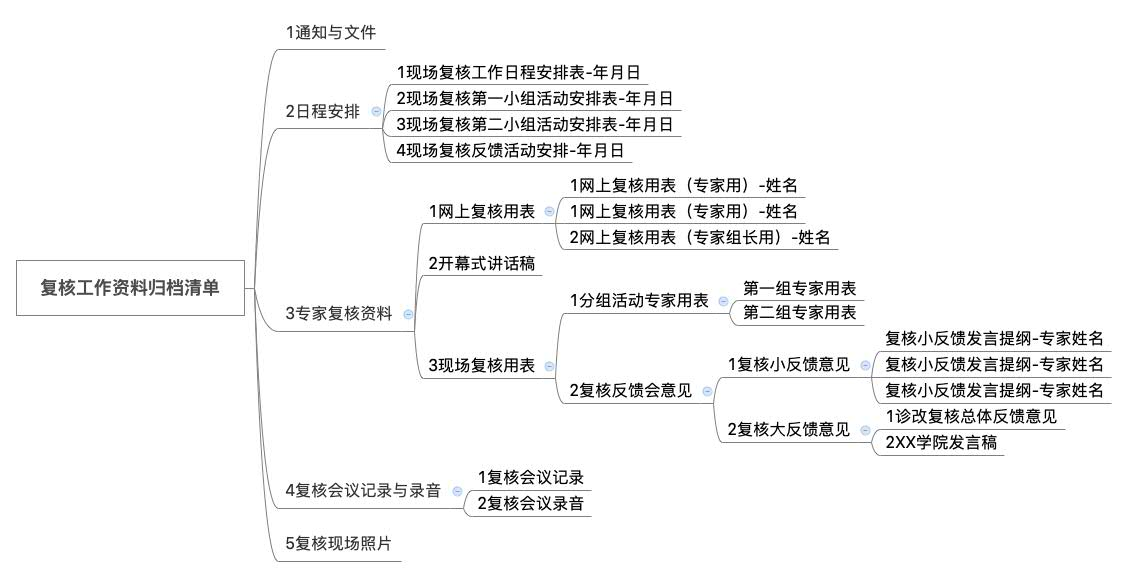 复核工作资料归档清单
1通知与文件
2日程安排
1现场复核工作日程安排表-年月日
2现场复核第一小组活动安排表-年月日
3现场复核第二小组活动安排表-年月日
4现场复核反馈活动安排-年月日
3专家复核资料
1网上复核用表
1网上复核用表（专家用）-姓名
1网上复核用表（专家用）-姓名
2网上复核用表（专家组长用）-姓名
2开幕式讲话稿
3现场复核用表
1分组活动专家用表
第一组专家用表
第二组专家用表
2复核反馈会意见
1复核小反馈意见
复核小反馈发言提纲-专家姓名
复核小反馈发言提纲-专家姓名
复核小反馈发言提纲-专家姓名
2复核大反馈意见
1诊改复核总体反馈意见
2XX学院发言稿
4复核会议记录与录音
1复核会议记录
2复核会议录音
5复核现场照片